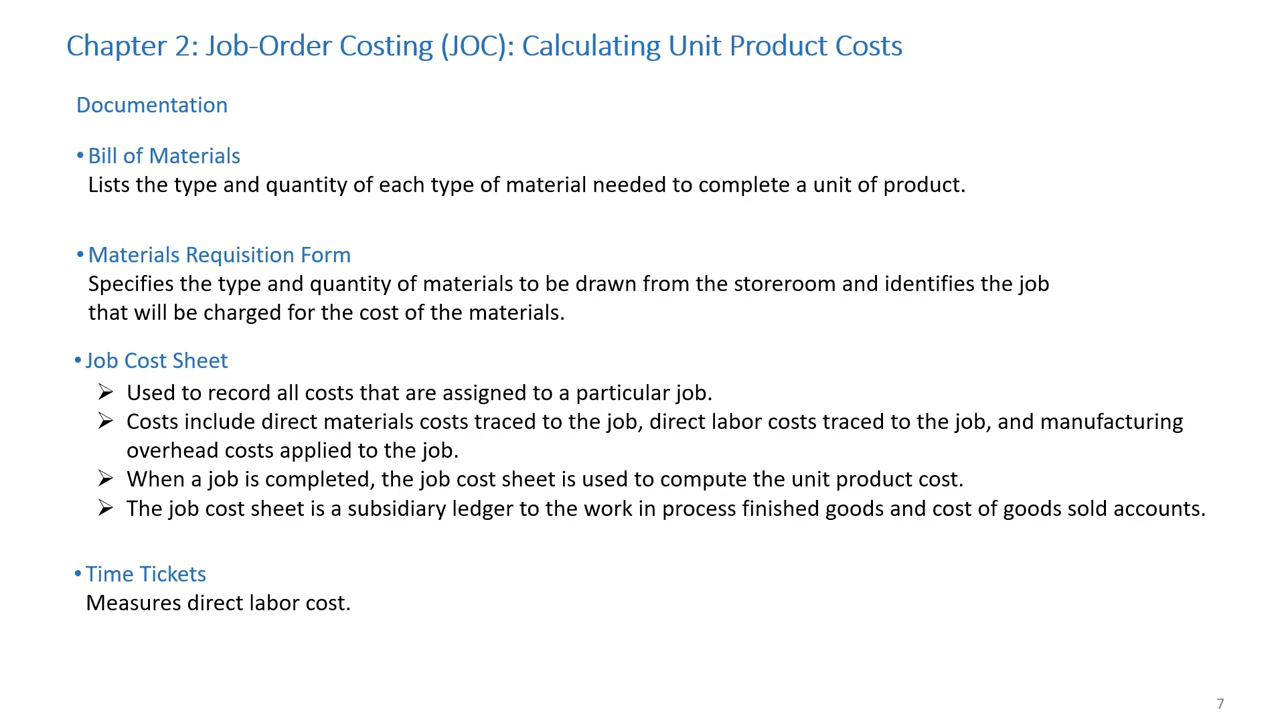 Chapter 2: Job-Order Costing (JOC): Calculating Unit Product Costs
Documentation
• Bill of Materials
Lists the type and quantity of each type of material needed to complete a unit of product.
• Materials Requisition Form
Specifies the type and quantity of materials to be drawn from the storeroom and identifies the job
that will be charged for the cost of the materials.
• Job Cost Sheet
➢ Used to record all costs that are assigned to a particular job.
➢ Costs include direct materials costs traced to the job, direct labor costs traced to the job, and manufacturing
overhead costs applied to the job.
➢ When a job is completed, the job cost sheet is used to compute the unit product cost.
➢ The job cost sheet is a subsidiary ledger to the work in process finished goods and cost of goods sold accounts.
• Time Tickets
Measures direct labor cost.
7